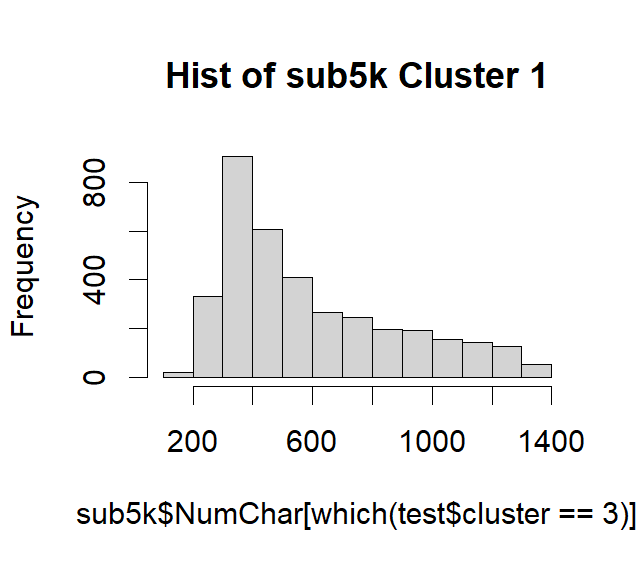 Hist of sub5k Cluster 1
Frequency
800
400
0
200 600 1000 1400
sub5k$NumChar[which(test$cluster == 3)]